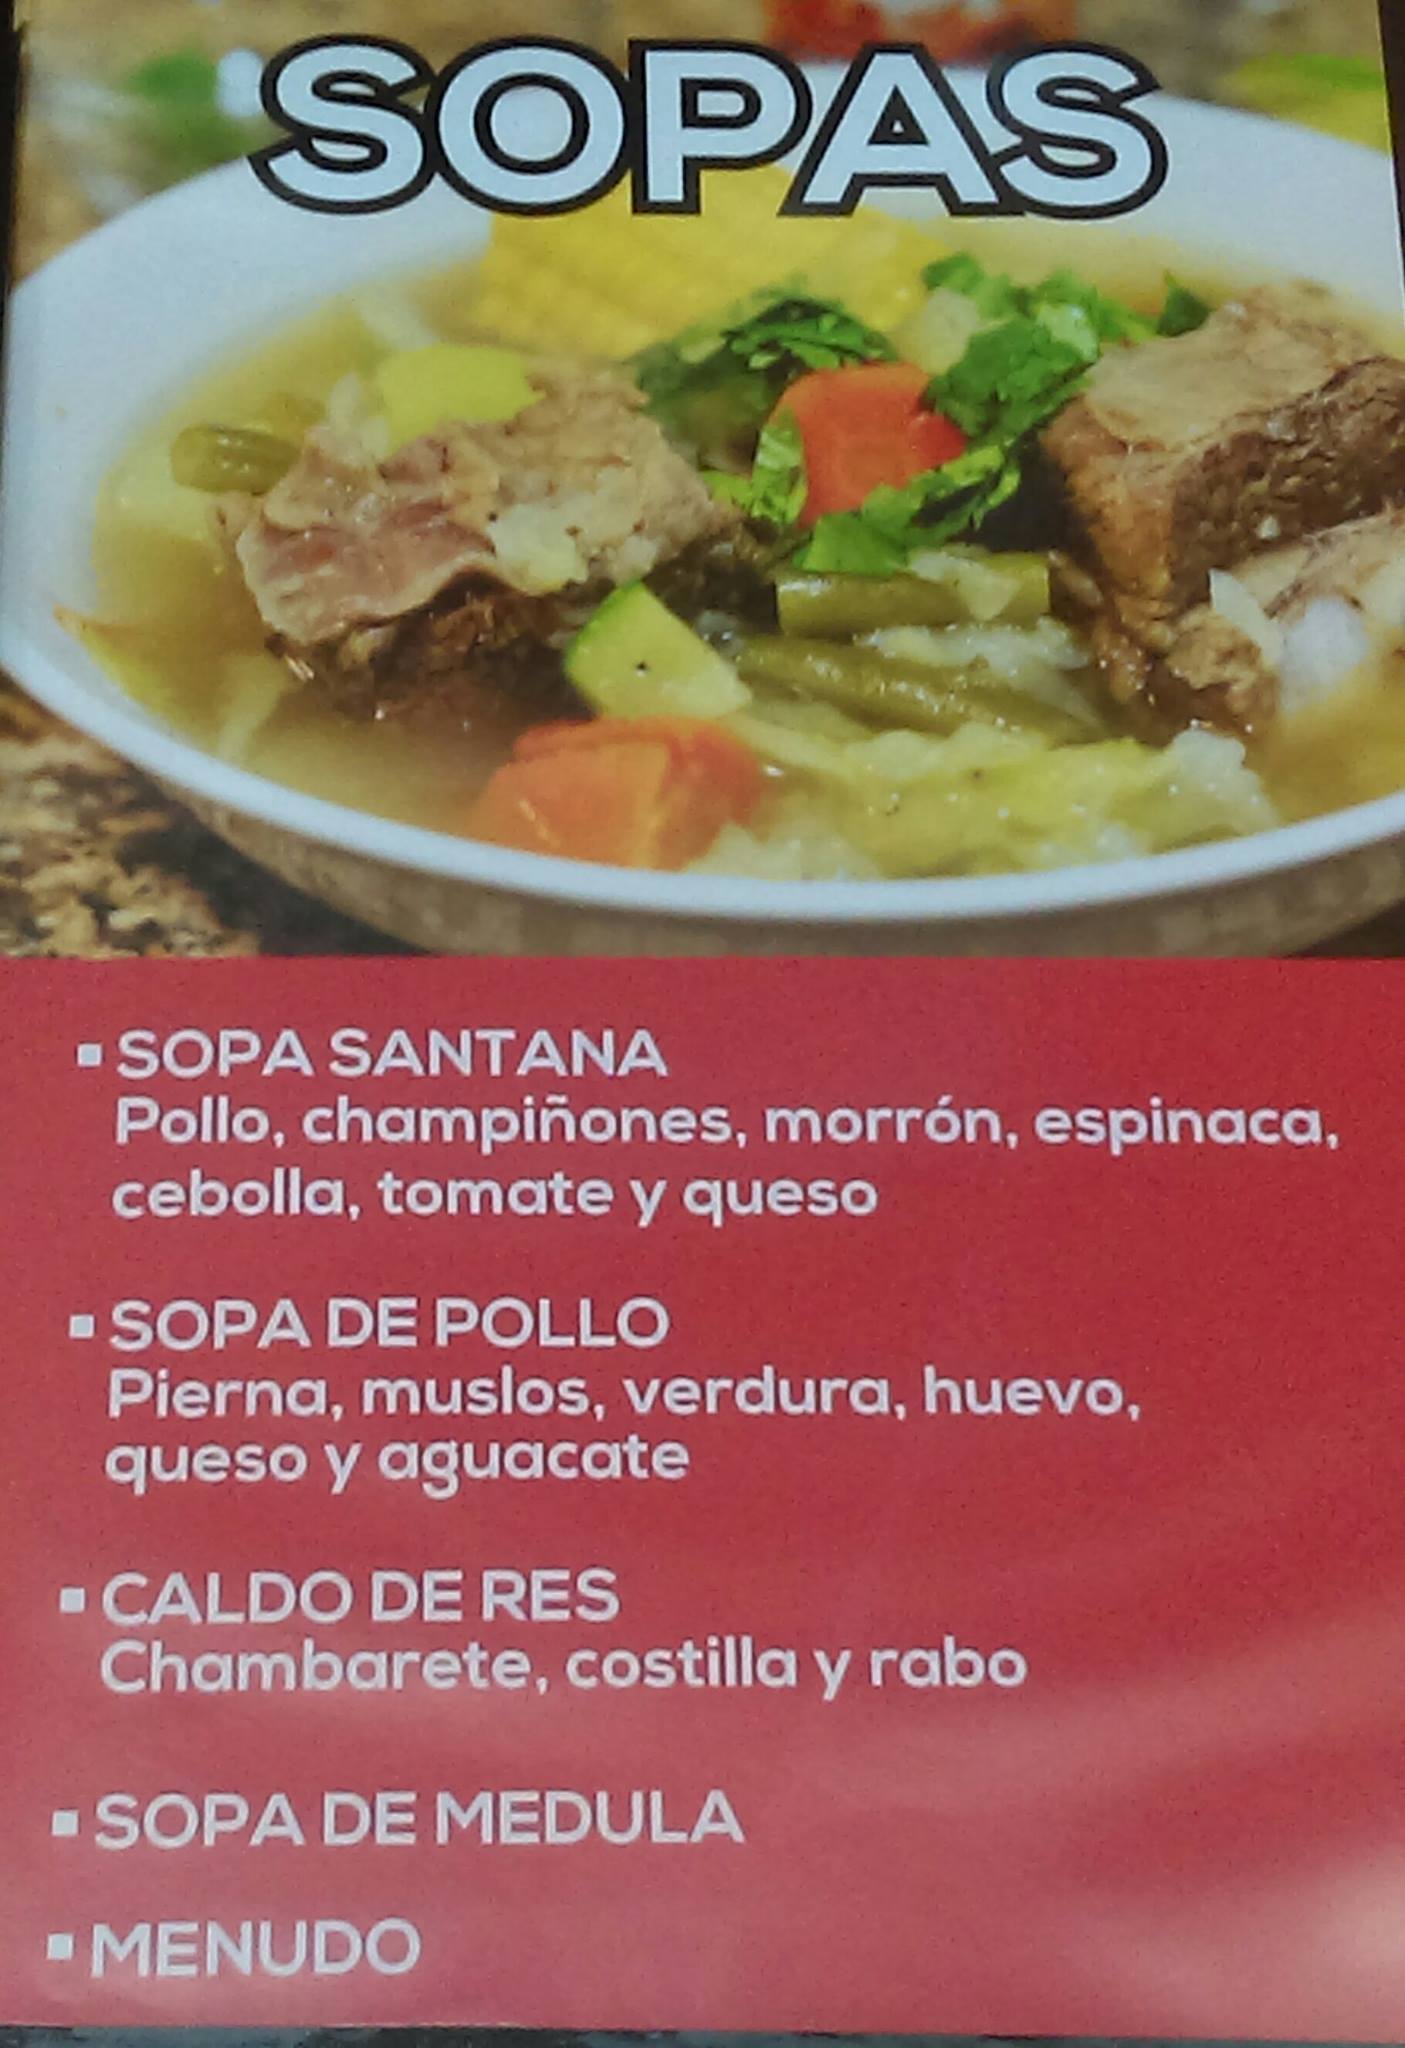 SOPAS
▪ SOPA SANTANA
Pollo, champiñones, morrón, espinaca,
cebolla, tomate y queso
▪ SOPA DE POLLO
Pierna, muslos, verdura, huevo,
queso y aguacate
▪ CALDO DE RES
Chambarete, costilla y rabo
▪ SOPA DE MEDULA
▪ MENUDO